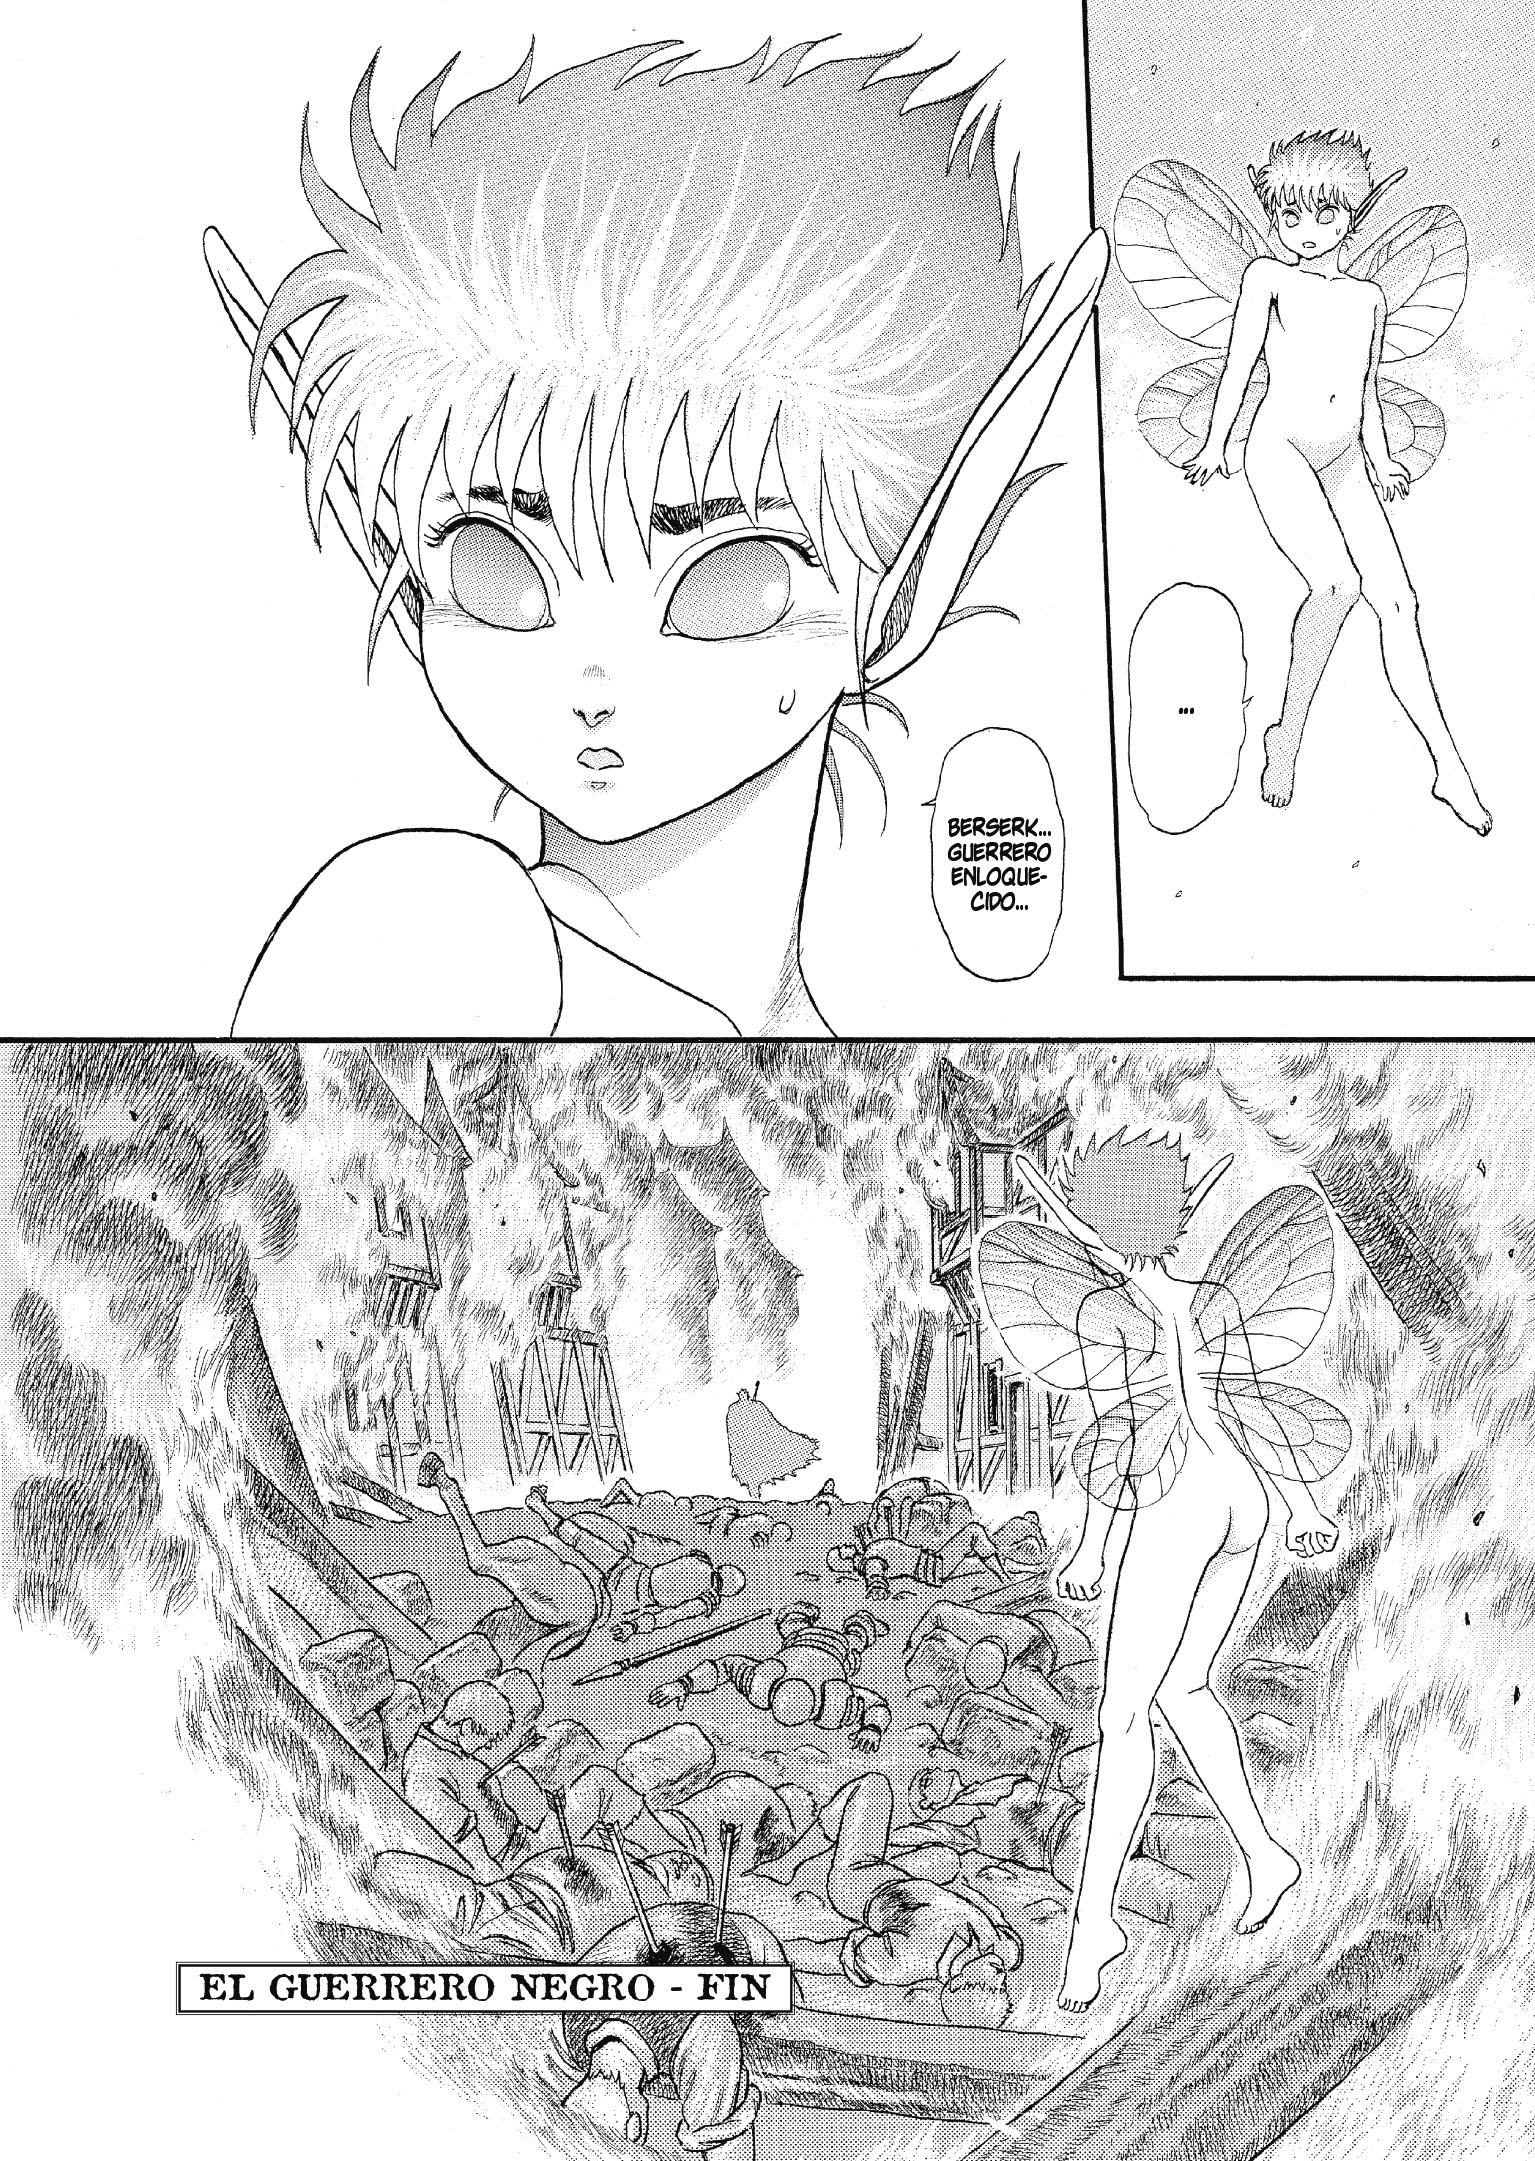 ...
BERSERK...
GUERRERO
ENLOQUE-
CIDO...
EL GUERRERO NEGRO - FIN